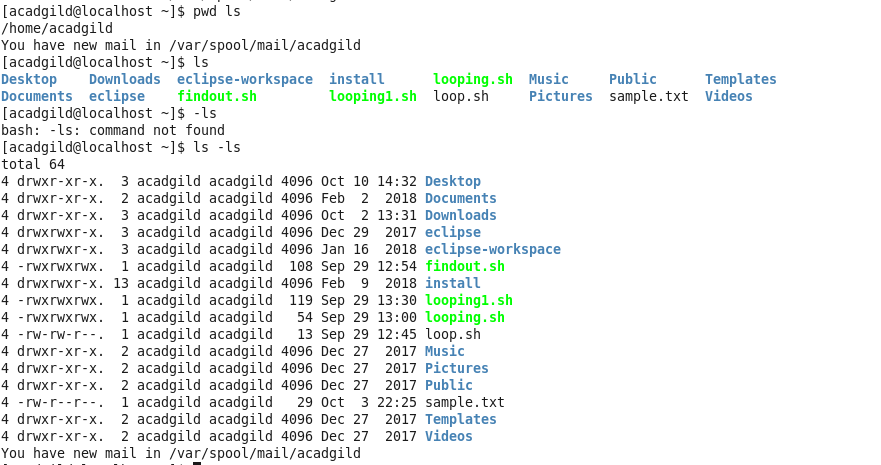 [acadgild@localhost ~]$ pwd ls
/home/acadgild
You have new mail in /var/spool/mail/acadgild
[acadgild@localhost ~]$ ls
Desktop    Downloads  eclipse-workspace  install      looping.sh  Music     Public      Templates
Documents  eclipse    findout.sh         looping1.sh  loop.sh     Pictures  sample.txt  Videos
[acadgild@localhost ~]$ -ls
bash: -ls: command not found
[acadgild@localhost ~]$ ls -ls
total 64
4 drwxr-xr-x.  3 acadgild acadgild 4096 Oct 10 14:32 Desktop
4 drwxr-xr-x.  2 acadgild acadgild 4096 Feb  2  2018 Documents
4 drwxr-xr-x.  3 acadgild acadgild 4096 Oct  2 13:31 Downloads
4 drwxrwxr-x.  3 acadgild acadgild 4096 Dec 29  2017 eclipse
4 drwxrwxr-x.  3 acadgild acadgild 4096 Jan 16  2018 eclipse-workspace
4 -rwxrwxrwx.  1 acadgild acadgild  108 Sep 29 12:54 findout.sh
4 drwxrwxr-x. 13 acadgild acadgild 4096 Feb  9  2018 install
4 -rwxrwxrwx.  1 acadgild acadgild  119 Sep 29 13:30 looping1.sh
4 -rwxrwxrwx.  1 acadgild acadgild   54 Sep 29 13:00 looping.sh
4 -rw-rw-r--.  1 acadgild acadgild   13 Sep 29 12:45 loop.sh
4 drwxr-xr-x.  2 acadgild acadgild 4096 Dec 27  2017 Music
4 drwxr-xr-x.  2 acadgild acadgild 4096 Dec 27  2017 Pictures
4 drwxr-xr-x.  2 acadgild acadgild 4096 Dec 27  2017 Public
4 -rw-r--r--.  1 acadgild acadgild   29 Oct  3 22:25 sample.txt
4 drwxr-xr-x.  2 acadgild acadgild 4096 Dec 27  2017 Templates
4 drwxr-xr-x.  2 acadgild acadgild 4096 Dec 27  2017 Videos
You have new mail in /var/spool/mail/acadgild